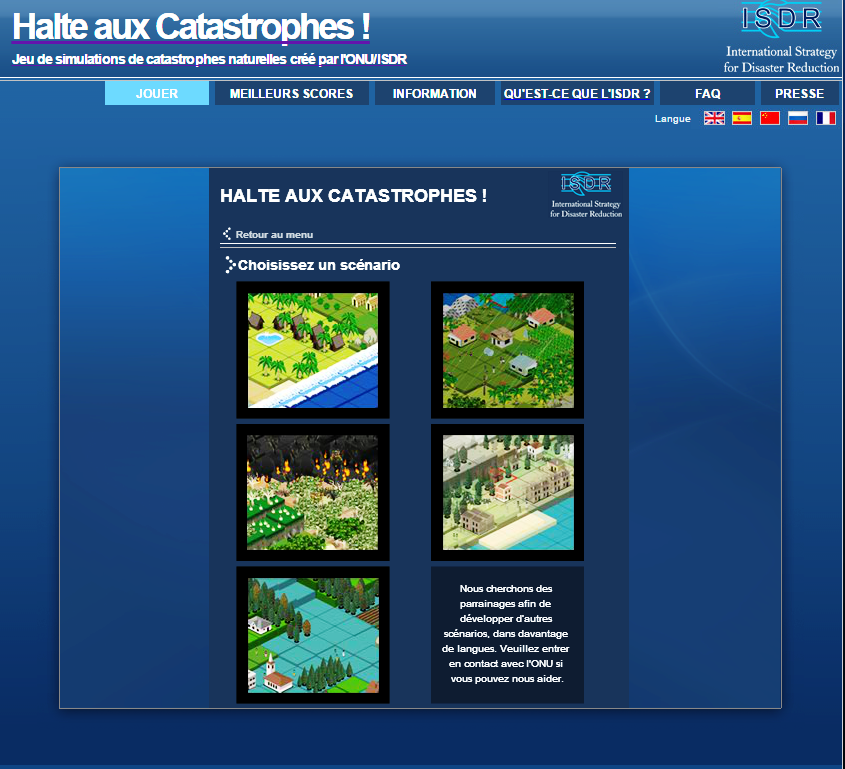 Halte aux Catastrophes !
Jeu de simulations de catastrophes naturelles créé par l'ONU/ISDR
ISDR
International Strategy
for Disaster Reduction
JOUER
MEILLEURS SCORES
INFORMATION
QU'EST-CE QUE L'ISDR ?
FAQ
PRESSE
Langue
HALTE AUX CATASTROPHES !
ISDR
International Strategy
for Disaster Reduction
Retour au menu
Choisissez un scénario
Nous cherchons des
parrainages afin de
développer d'autres
scénarios, dans davantage
de langues. Veuillez entrer
en contact avec l'ONU si
vous pouvez nous aider.